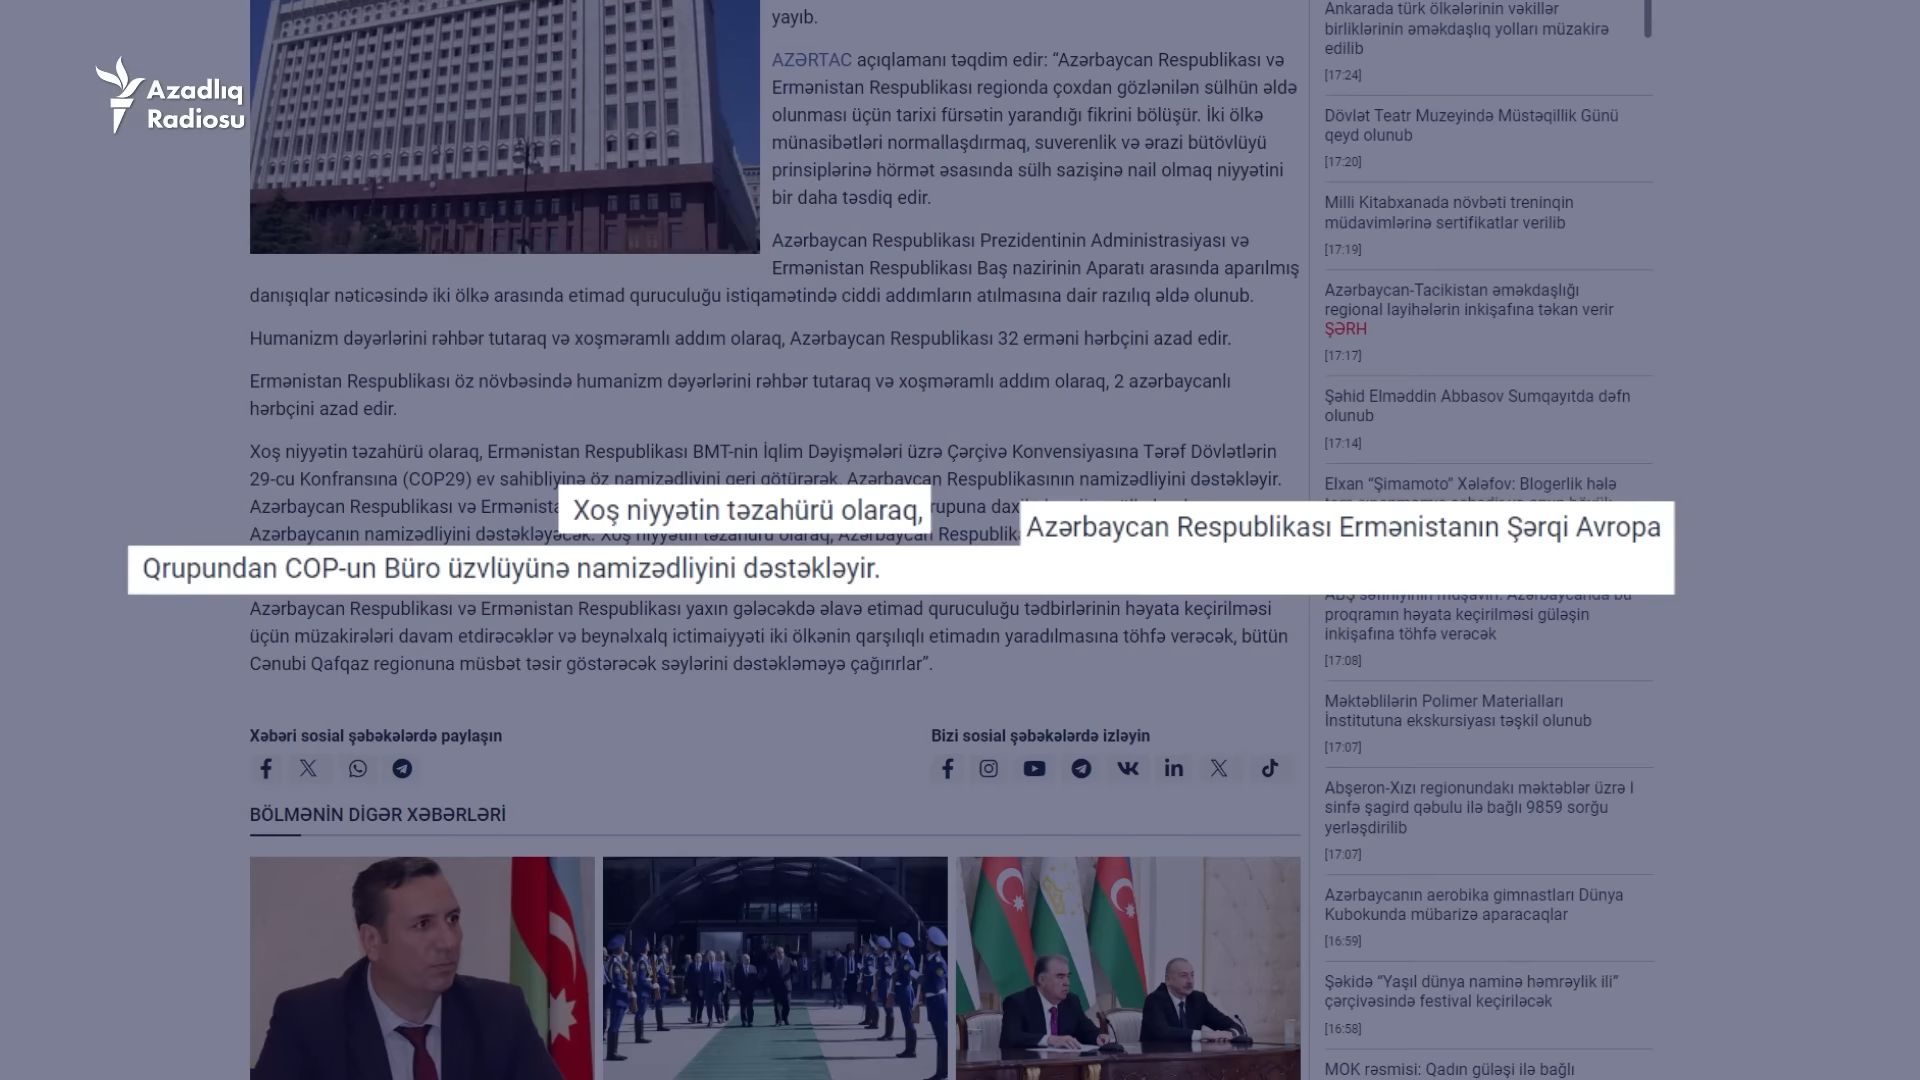 Azadlıq
Radiosu
yayıb.
AZƏRTAC açıqlamanı təqdim edir: “Azərbaycan Respublikası və
Ermənistan Respublikası regionda çoxdan gözlənilən sülhün əldə
olunması üçün tarixi fürsətin yarandığı fikrini bölüşür. İki ölkə
münasibətləri normallaşdırmaq, suverenlik və ərazi bütövlüyü
prinsiplərinə hörmət əsasında sülh sazişinə nail olmaq niyyətini
bir daha təsdiq edir.
Azərbaycan Respublikası Prezidentinin Administrasiyası və
Ermənistan Respublikası Baş nazirinin Aparatı arasında aparılmış
danışıqlar nəticəsində iki ölkə arasında etimad quruculuğu istiqamətində ciddi addımların atılmasına dair razılıq əldə olunub.
Humanizm dəyərlərini rəhbər tutaraq və xoşməramlı addım olaraq, Azərbaycan Respublikası 32 erməni hərbçini azad edir.
Ermənistan Respublikası öz növbəsində humanizm dəyərlərini rəhbər tutaraq və xoşməramlı addım olaraq, 2 azərbaycanlı
hərbçini azad edir.
Xoş niyyətin təzahürü olaraq, Ermənistan Respublikası BMT-nin İqlim Dəyişmələri üzrə Çərçivə Konvensiyasına Tərəf Dövlətlərin
29-cu Konfransına (COP29) ev sahibliyinə öz namizədliyini geri götürərək, Azərbaycan Respublikasının namizədliyini dəstəkləyir.
Azərbaycan Respublikası və
Azərbaycanın namizədliyini dəstəkləyəcək. Xoş niyyətin təzahürü olaraq, Azərbaycan
Xoş niyyətin təzahürü olaraq,
Azərbaycan Respublikası Ermənistanın Şərqi Avropa
Qrupundan COP-un Büro üzvlüyünə namizədliyini dəstəkləyir.
Azərbaycan Respublikası və Ermənistan Respublikası yaxın gələcəkdə əlavə etimad quruculuğu tədbirlərinin həyata keçirilməsi
üçün müzakirələri davam etdirəcəklər və beynəlxalq ictimaiyyəti iki ölkənin qarşılıqlı etimadın yaradılmasına töhfə verəcək, bütün
Cənubi Qafqaz regionuna müsbət təsir göstərəcək səylərini dəstəkləməyə çağırırlar”.
Xəbəri sosial şəbəkələrdə paylaşın
Bizi sosial şəbəkələrdə izləyin
BÖLMƏNİN DİGƏR XƏBƏRLƏRİ
Ankarada türk ölkələrinin vəkillər
birliklərinin əməkdaşlıq yolları müzakirə
edilib
[17:24]
Dövlət Teatr Muzeyində Müstəqillik Günü
qeyd olunub
[17:20]
Milli Kitabxanada növbəti treninqin
müdavimlərinə sertifikatlar verilib
[17:19]
Azərbaycan-Tacikistan əməkdaşlığı
regional layihələrin inkişafına təkan verir
ŞƏRH
[17:17]
Şəhid Elməddin Abbasov Sumqayıtda dəfn
olunub
[17:14]
Elxan “Şimamoto” Xələfov: Blogerlik hələ
ABŞ səfirliyinin müşaviri: Azərbaycanda bu
proqramın həyata keçirilməsi güləşin
inkişafına töhfə verəcək
[17:08]
Məktəblilərin Polimer Materialları
İnstitutuna ekskursiyası təşkil olunub
[17:07]
Abşeron-Xızı regionundakı məktəblər üzrə I
sinfə şagird qəbulu ilə bağlı 9859 sorğu
yerləşdirilib
[17:07]
Azərbaycanın aerobika gimnastları Dünya
Kubokunda mübarizə aparacaqlar
[16:59]
Şəkidə “Yaşıl dünya naminə həmrəylik ili”
çərçivəsində festival keçiriləcək
[16:58]
MOK rəsmisi: Qadın güləşi ilə bağlı